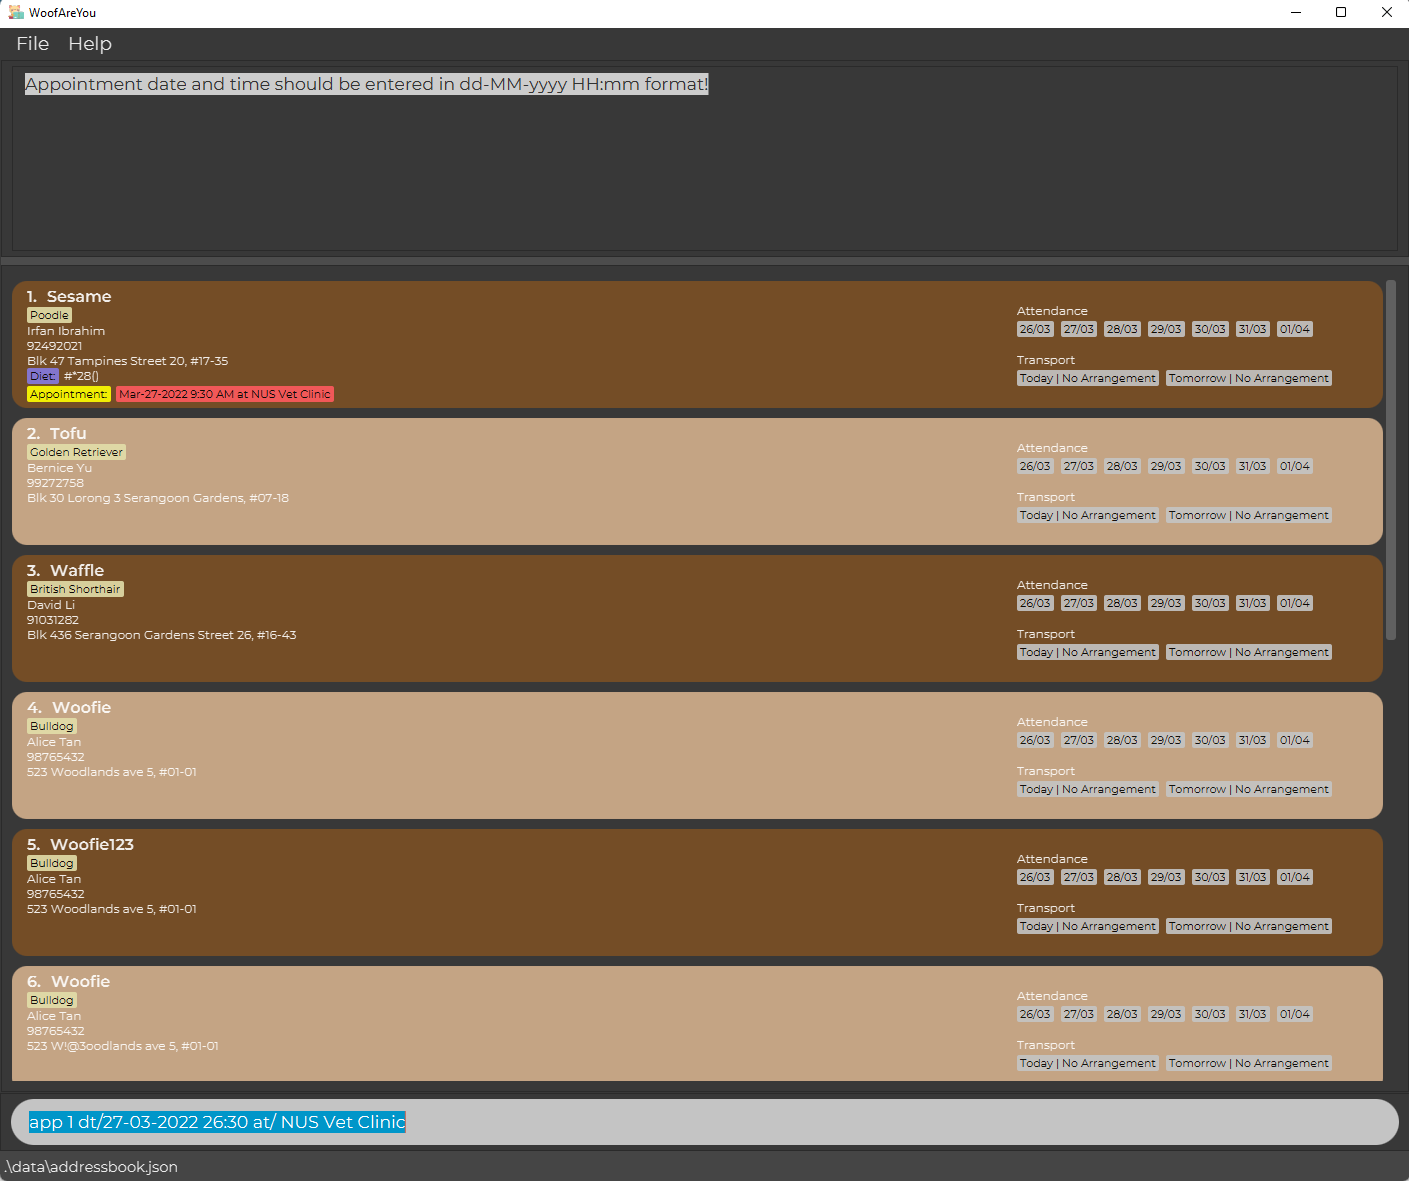 WoofAreYou
File Help
Appointment date and time should be entered in dd-MM-yyyy HH:mm format!
1. Sesame
Poodle
Irfan Ibrahim
92492021
Blk 47 Tampines Street 20, #17-35
Diet: #*28()
Appointment: Mar-27-2022 9:30 AM at NUS Vet Clinic
Attendance
26/03 27/03 28/03 29/03 30/03 31/03 01/04
Transport
Today | No Arrangement Tomorrow | No Arrangement
2. Tofu
Golden Retriever
Bernice Yu
99272758
Blk 30 Lorong 3 Serangoon Gardens, #07-18
Attendance
26/03 27/03 28/03 29/03 30/03 31/03 01/04
Transport
Today | No Arrangement Tomorrow | No Arrangement
3. Waffle
British Shorthair
David Li
91031282
Blk 436 Serangoon Gardens Street 26, #16-43
Attendance
26/03 27/03 28/03 29/03 30/03 31/03 01/04
Transport
Today | No Arrangement Tomorrow | No Arrangement
4. Woofie
Bulldog
Alice Tan
98765432
523 Woodlands ave 5, #01-01
Attendance
26/03 27/03 28/03 29/03 30/03 31/03 01/04
Transport
Today | No Arrangement Tomorrow | No Arrangement
5. Woofie123
Bulldog
Alice Tan
98765432
523 Woodlands ave 5, #01-01
Attendance
26/03 27/03 28/03 29/03 30/03 31/03 01/04
Transport
Today | No Arrangement Tomorrow | No Arrangement
6. Woofie
Bulldog
Alice Tan
98765432
523 W!@3oodlands ave 5, #01-01
Attendance
26/03 27/03 28/03 29/03 30/03 31/03 01/04
Transport
Today | No Arrangement Tomorrow | No Arrangement
app 1 dt/27-03-2022 26:30 at/ NUS Vet Clinic
.\data\addressbook.json